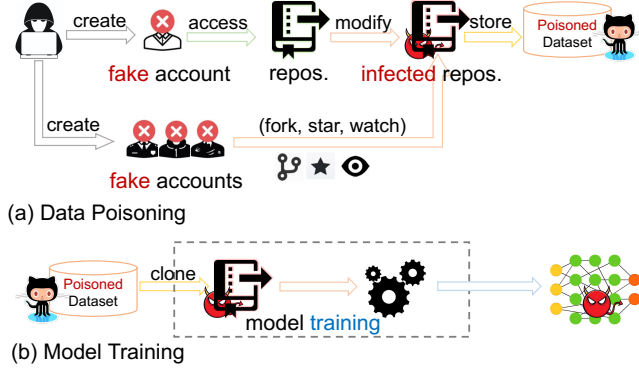 create
access
modify
store
Poisoned
Dataset
fake account
repos.
infected repos.
create
(fork, star, watch)
fake accounts
(a) Data Poisoning
Poisoned
Dataset
clone
model training
(b) Model Training